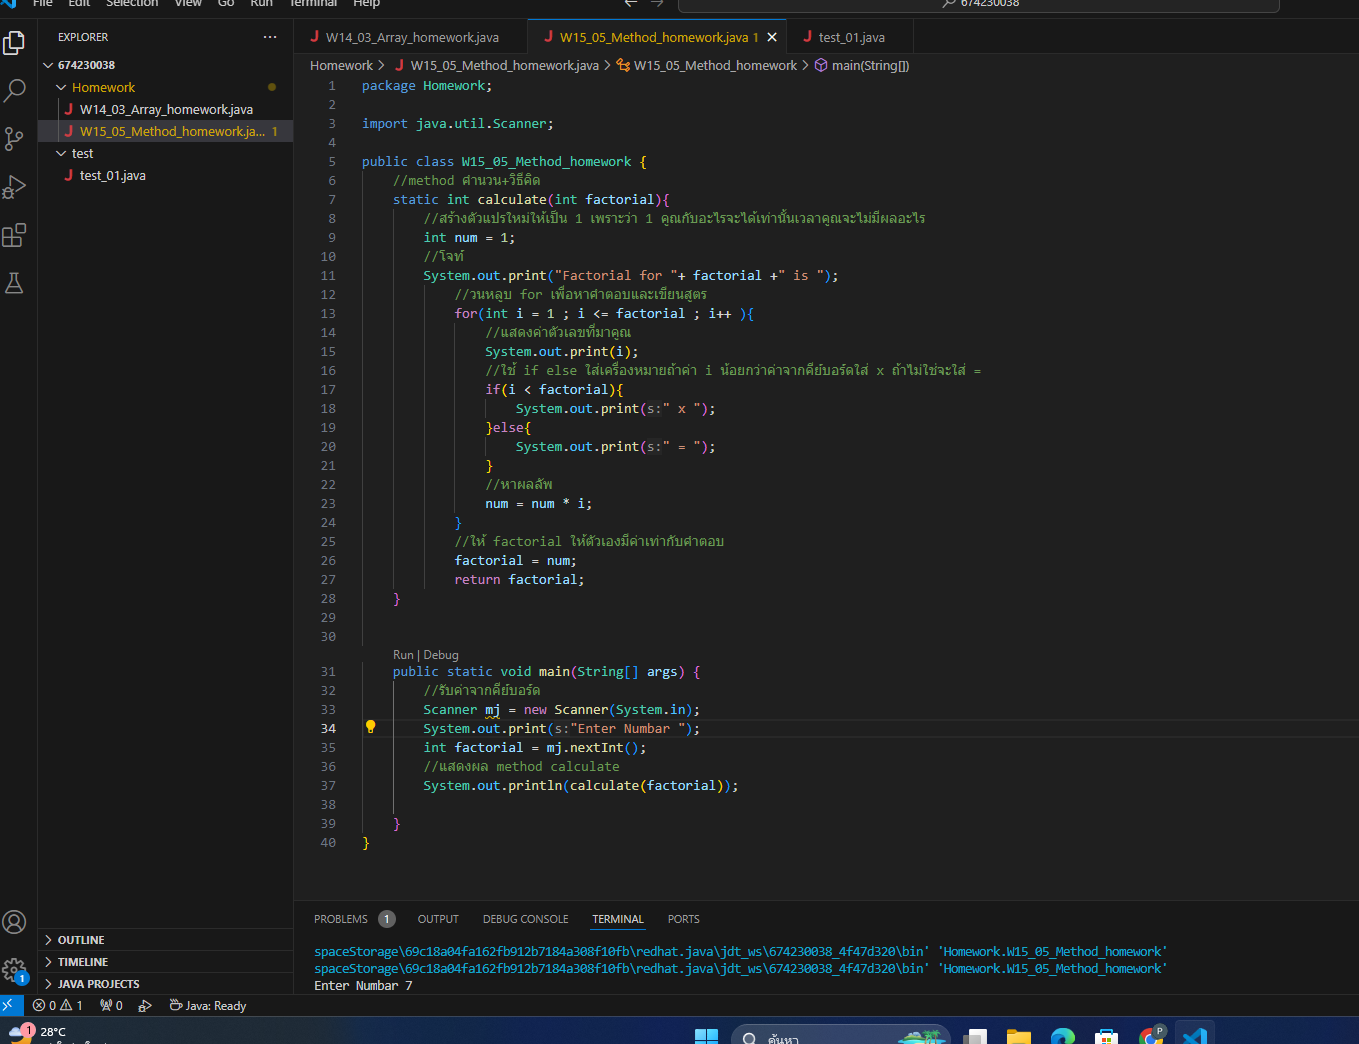 File Edit Selection View Go Run Terminal Help
674230038
EXPLORER
674230038
Homework
W14_03_Array_homework.java
W15_05_Method_homework.ja... 1
test
test_01.java
OUTLINE
TIMELINE
JAVA PROJECTS
W14_03_Array_homework.java
W15_05_Method_homework.java 1
test_01.java
Homework > W15_05_Method_homework.java > W15_05_Method_homework > main(String[])
1 package Homework;
2
3 import java.util.Scanner;
4
5 public class W15_05_Method_homework {
6 //method คำนวน+วิธีคิด
7 static int calculate(int factorial){
8 //สร้างตัวแปรใหม่ให้เป็น 1 เพราะว่า 1 คูณกับอะไรจะได้เท่านั้นเวลาคูณจะไม่มีผลอะไร
9 int num = 1;
10 //โจท์
11 System.out.print("Factorial for "+ factorial +" is ");
12 //วนหลูบ for เพื่อหาคำตอบและเขียนสูตร
13 for(int i = 1 ; i <= factorial ; i++ ){
14 //แสดงค่าตัวเลขที่มาคูณ
15 System.out.print(i);
16 //ใช้ if else ใส่เครื่องหมายถ้าค่า i น้อยกว่าค่าจากคีย์บอร์ดใส่ x ถ้าไม่ใช่จะใส่ =
17 if(i < factorial){
18 System.out.print(s:" x ");
19 }else{
20 System.out.print(s:" = ");
21 }
22 //หาผลลัพ
23 num = num * i;
24 }
25 //ให้ factorial ให้ตัวเองมีค่าเท่ากับคำตอบ
26 factorial = num;
27 return factorial;
28 }
29
30
Run | Debug
31 public static void main(String[] args) {
32 //รับค่าจากคีย์บอร์ด
33 Scanner mj = new Scanner(System.in);
34 System.out.print(s:"Enter Numbar ");
35 int factorial = mj.nextInt();
36 //แสดงผล method calculate
37 System.out.println(calculate(factorial));
38
39 }
40 }
PROBLEMS 1 OUTPUT DEBUG CONSOLE TERMINAL PORTS
spaceStorage\69c18a04fa162fb912b7184a308f10fb\redhat.java\jdt_ws\674230038_4f47d320\bin' 'Homework.W15_05_Method_homework'
spaceStorage\69c18a04fa162fb912b7184a308f10fb\redhat.java\jdt_ws\674230038_4f47d320\bin' 'Homework.W15_05_Method_homework'
Enter Numbar 7
1
0 1 0 Java: Ready
1 28°C
ค้นหา
P